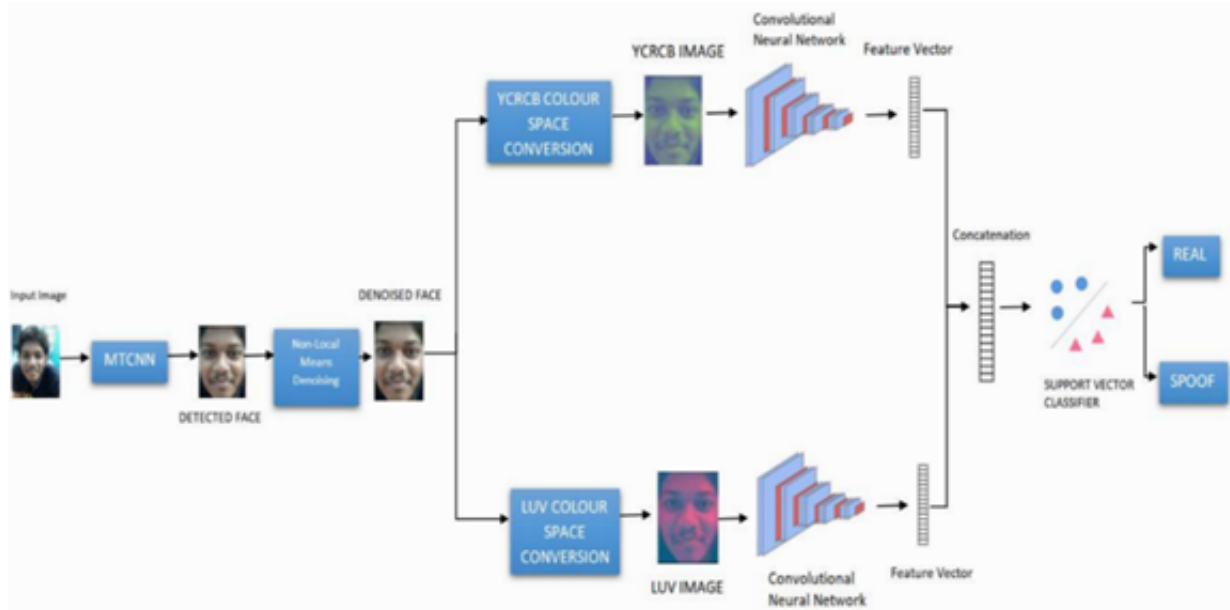 Convolutional
Neural Network
YCRCB IMAGE
Feature Vector
YCRCB COLOUR
SPACE
CONVERSION
Concatenation
REAL
Input Image
DENOISED FACE
MTCNN
Non-Local
Means
Denoising
DETECTED FACE
SUPPORT VECTOR
CLASSIFIER
SPOOF
LUV COLOUR
SPACE
CONVERSION
LUV IMAGE
Convolutional
Neural Network
Feature Vector